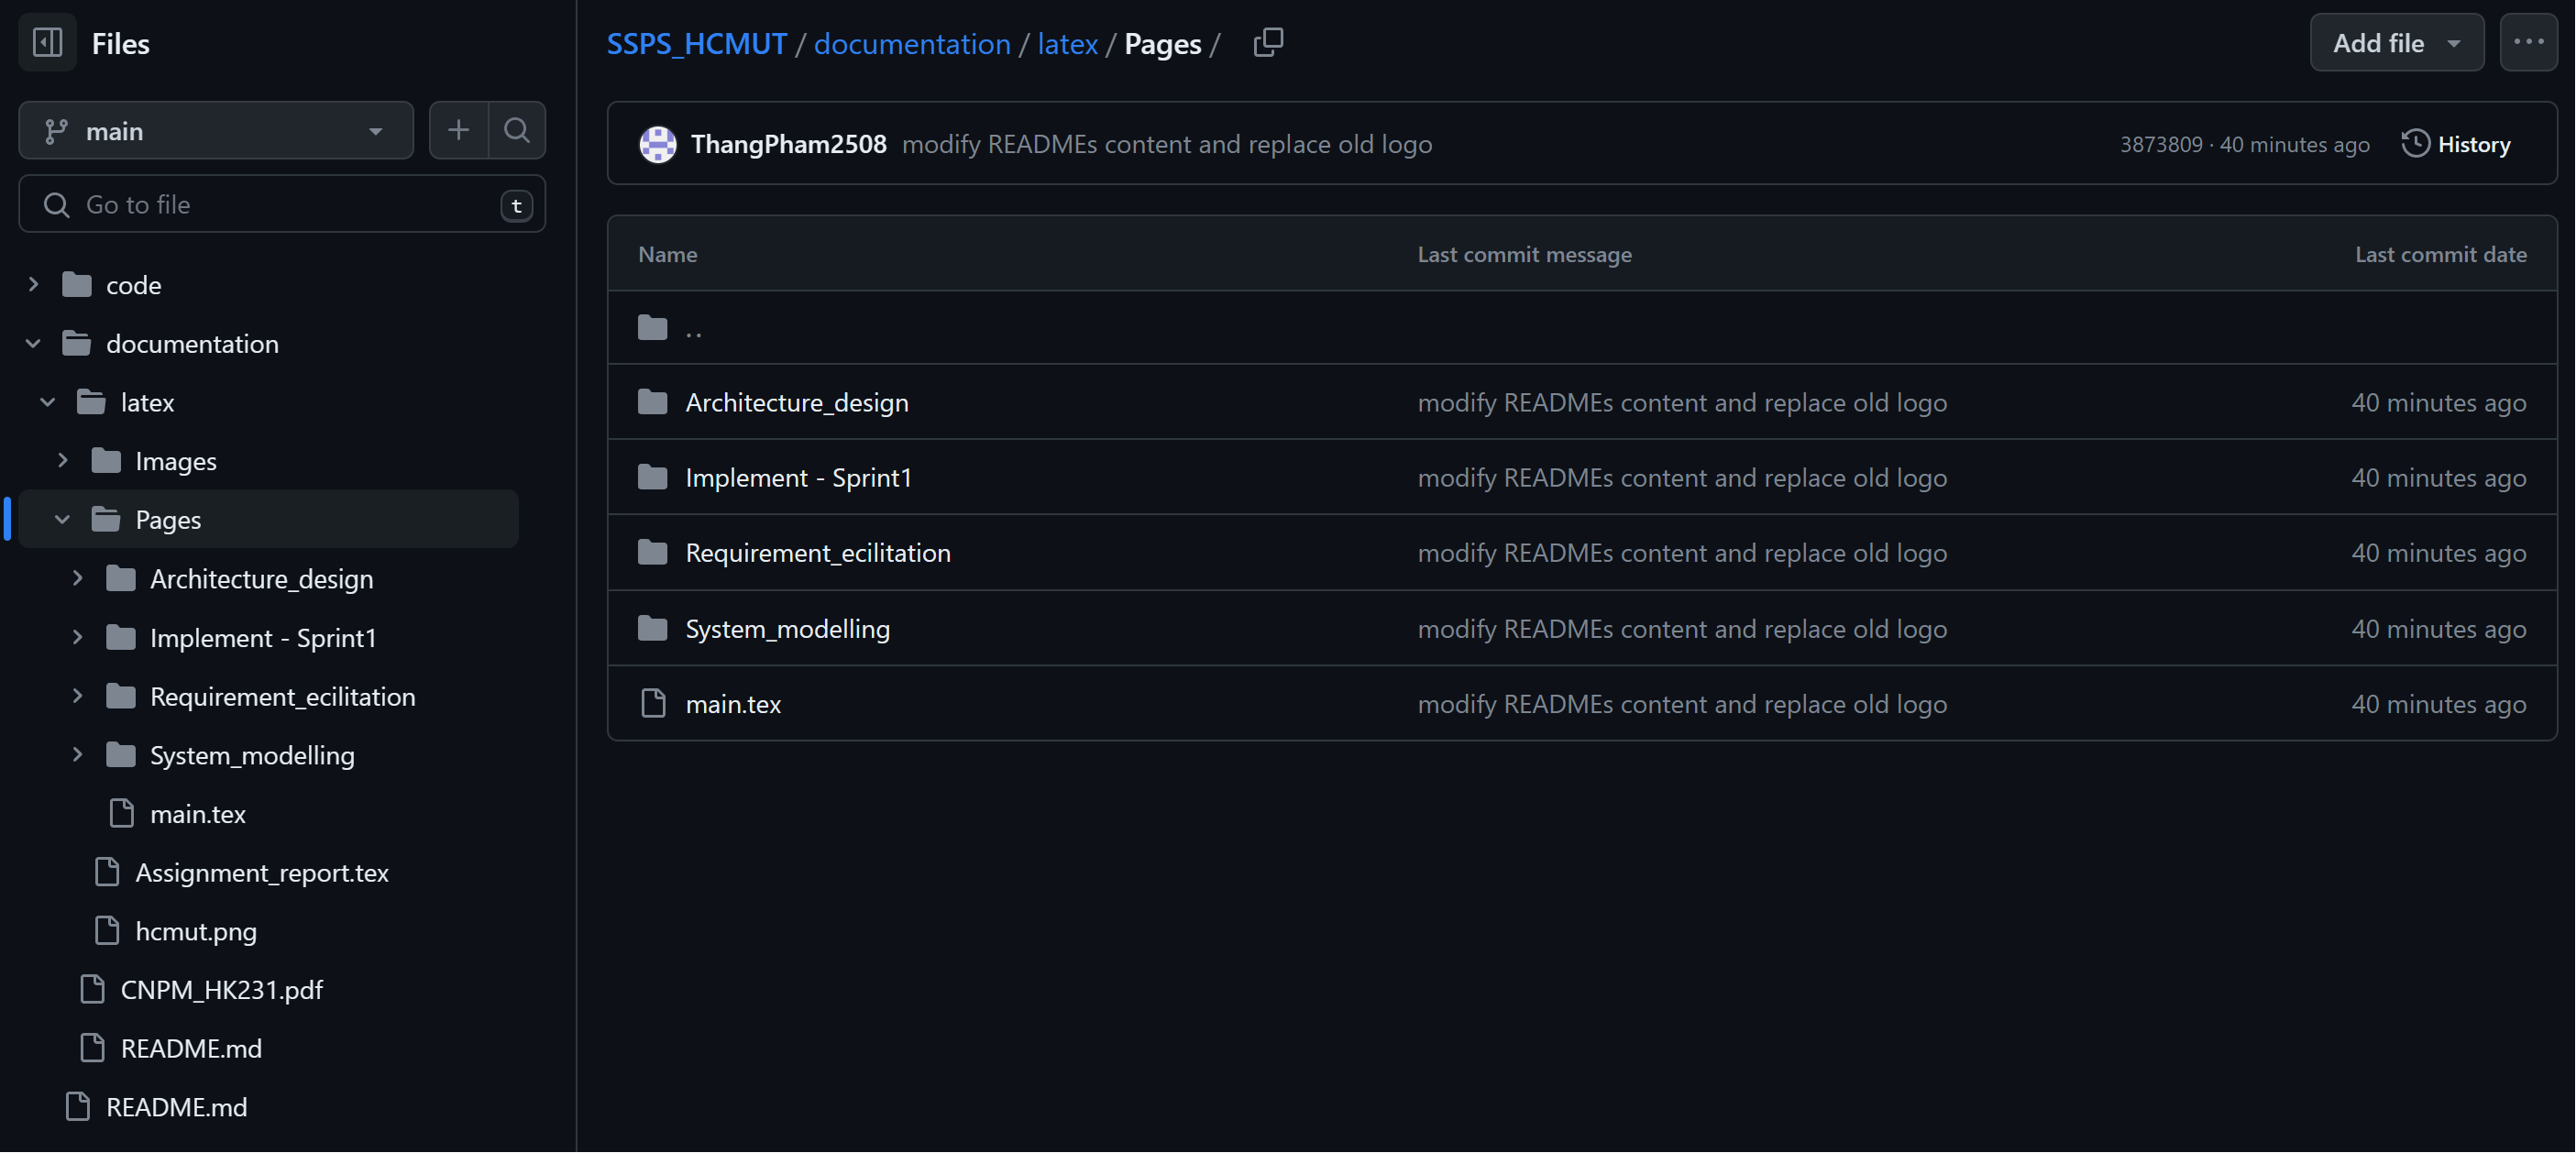 Files
main
Go to file
t
code
documentation
latex
Images
Pages
Architecture_design
Implement - Sprint1
Requirement_ecilitation
System_modelling
main.tex
Assignment_report.tex
hcmut.png
CNPM_HK231.pdf
README.md
README.md
SSPS_HCMUT / documentation / latex / Pages /
Add file
ThangPham2508 modify READMEs content and replace old logo 3873809 · 40 minutes ago History
Name Last commit message Last commit date
..
Architecture_design modify READMEs content and replace old logo 40 minutes ago
Implement - Sprint1 modify READMEs content and replace old logo 40 minutes ago
Requirement_ecilitation modify READMEs content and replace old logo 40 minutes ago
System_modelling modify READMEs content and replace old logo 40 minutes ago
main.tex modify READMEs content and replace old logo 40 minutes ago